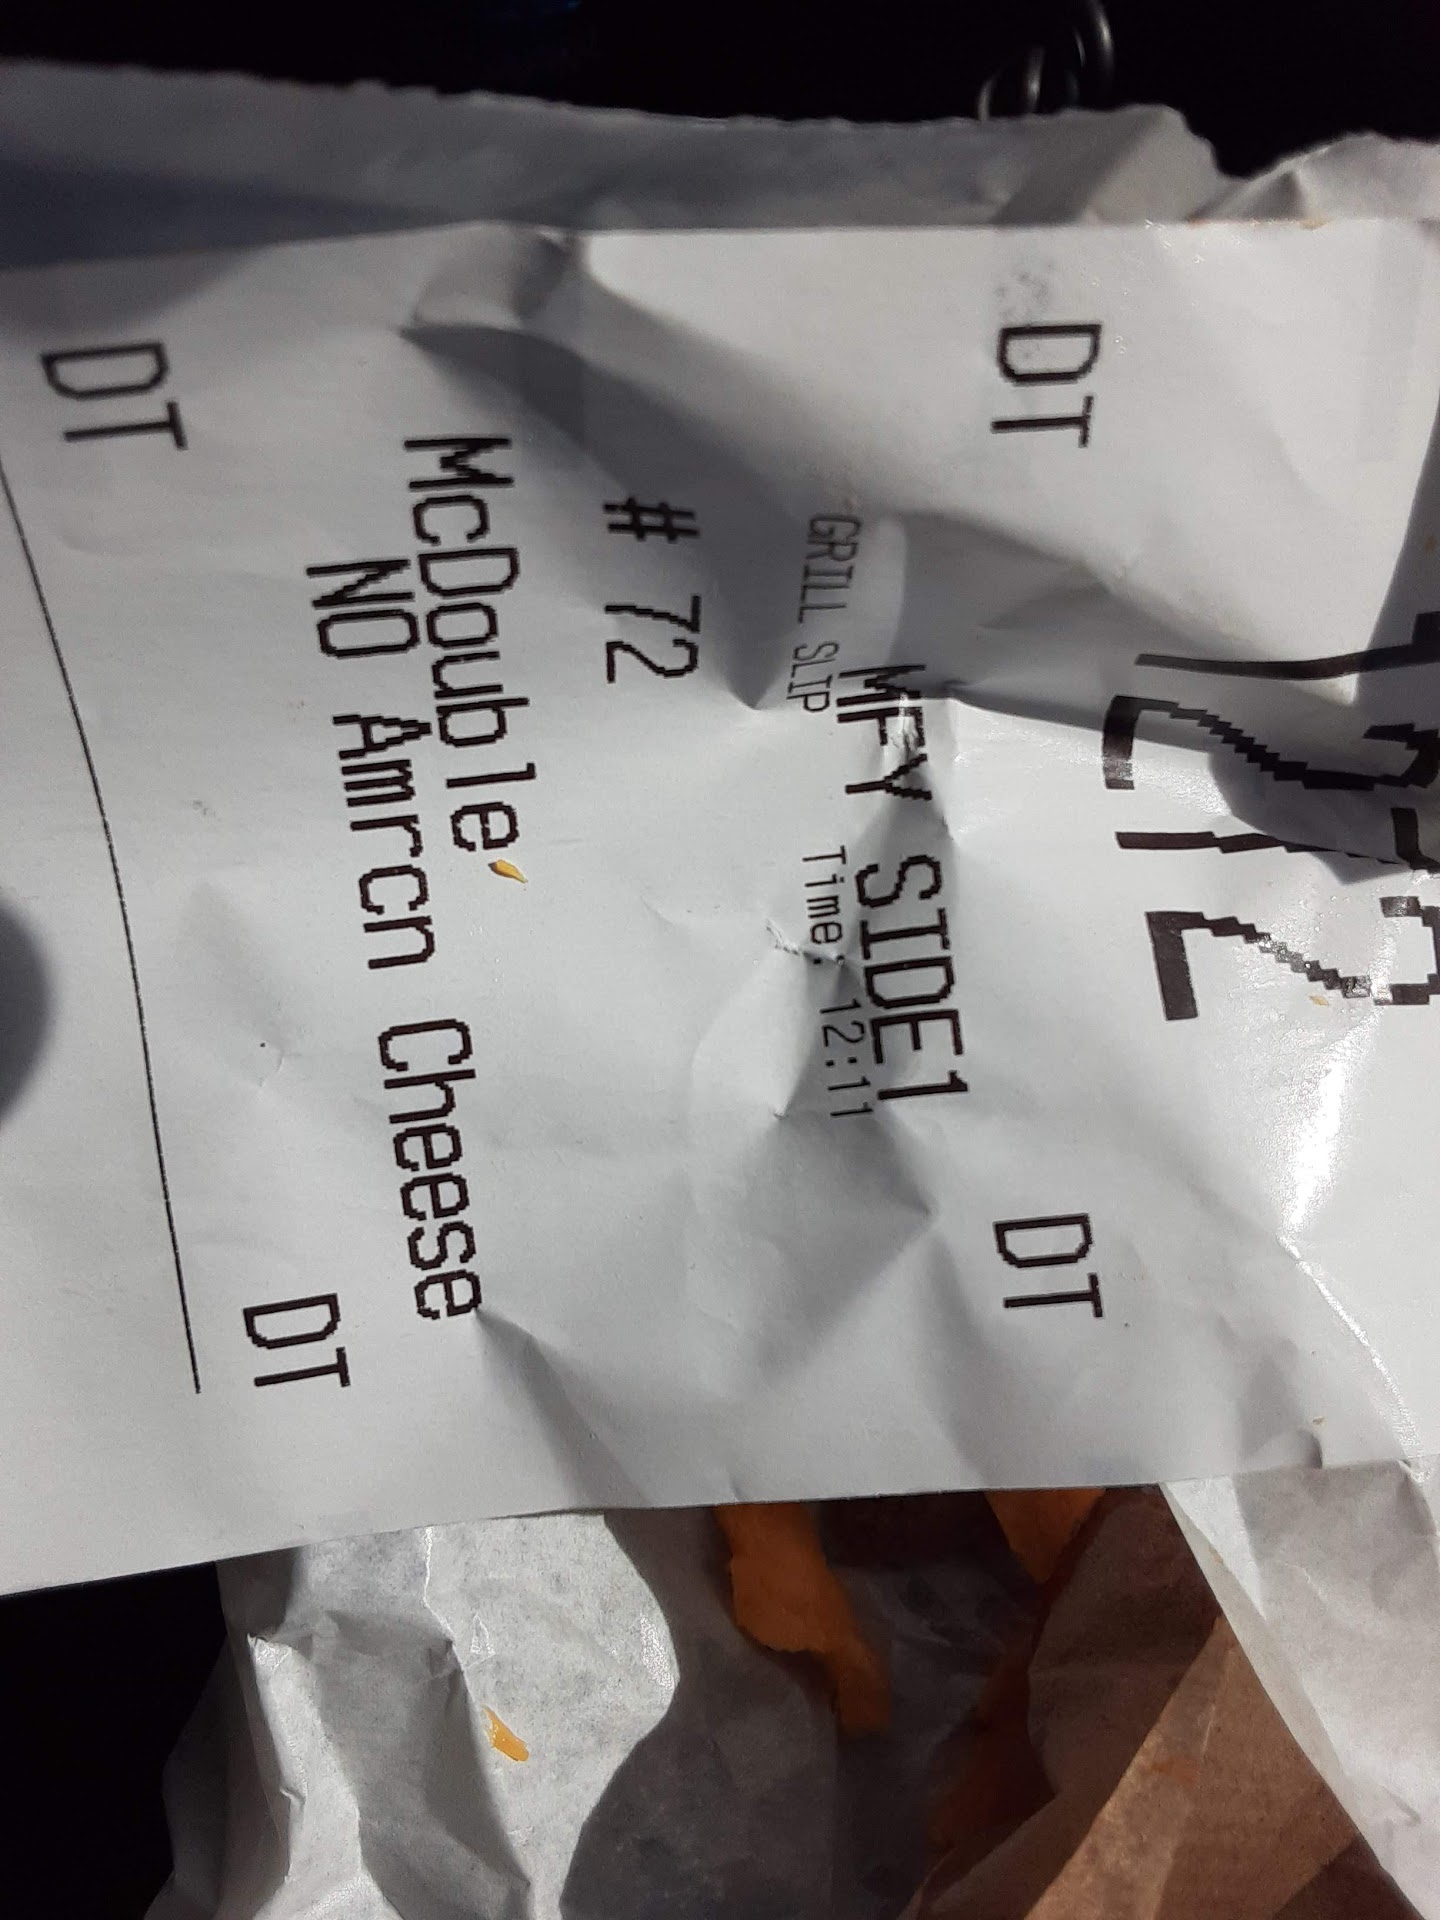 DT DT
MFY SIDE1
GRILL SLIP Time: 12:11
# 72
McDouble
NO Amrcn Cheese
DT DT